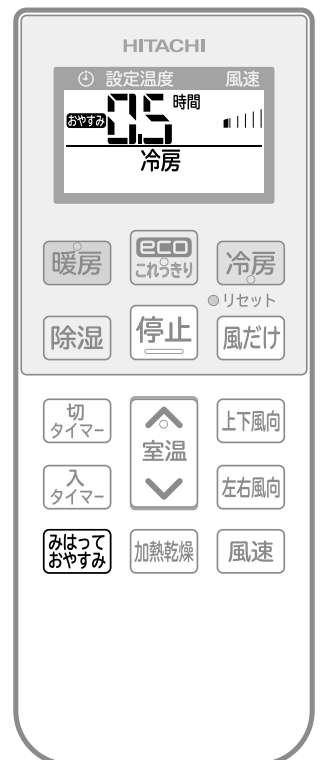 HITACHI
設定温度 風速
おやすみ 0.5 時間
冷房
暖房 eco これっきり 冷房
リセット
除湿 停止 風だけ
切タイマー 室温 上下風向
入タイマー 左右風向
みはっておやすみ 加熱乾燥 風速